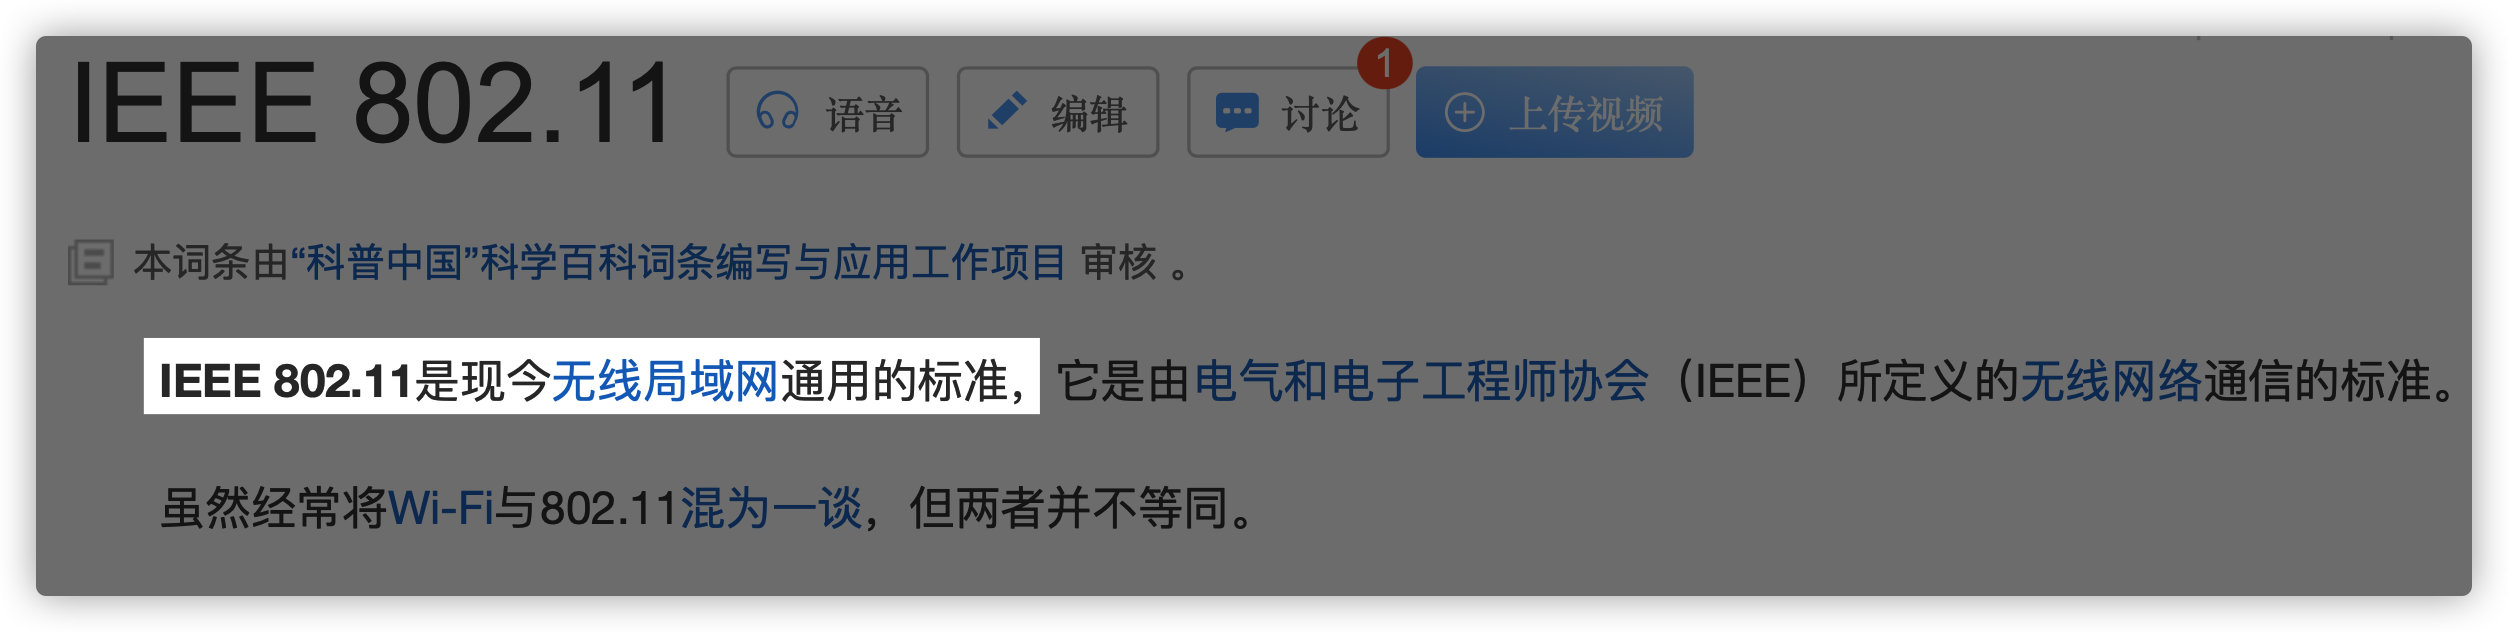 IEEE 802.11
播报
编辑
讨论
1
上传视频
本词条由“科普中国”科学百科词条编写与应用工作项目 审核 。
IEEE 802.11是现今无线局域网通用的标准，它是由电气和电子工程师协会（IEEE）所定义的无线网络通信的标准。
虽然经常将Wi-Fi与802.11混为一谈，但两者并不等同。